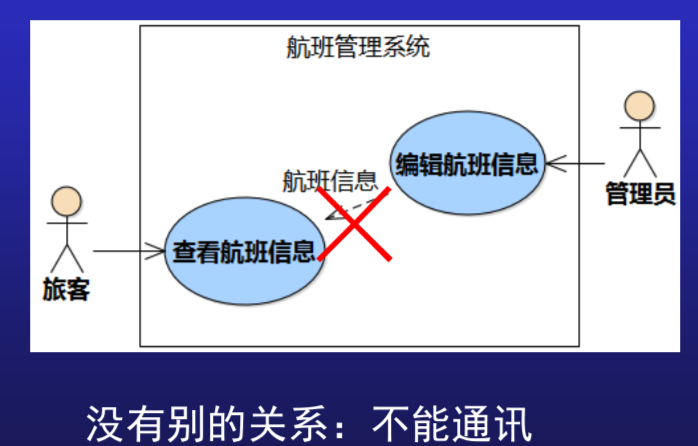 航班管理系统
航班信息
编辑航班信息
管理员
查看航班信息
旅客
没有别的关系：不能通讯